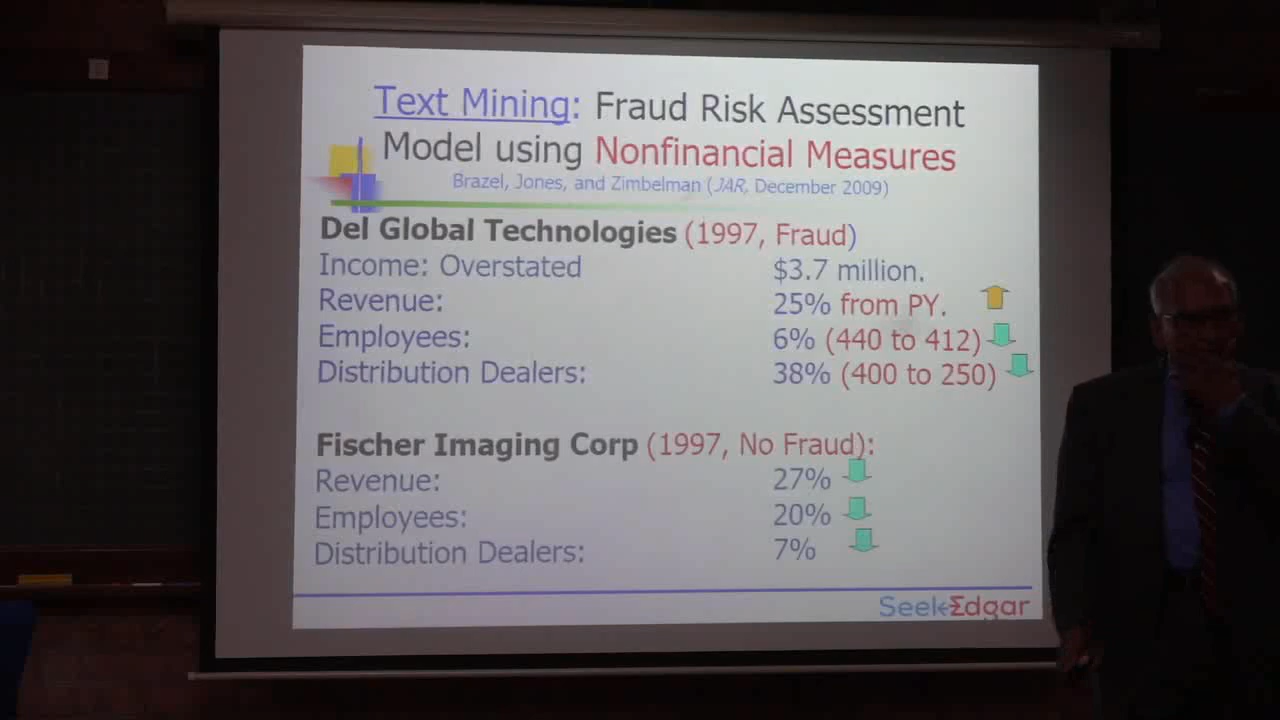 Text Mining: Fraud Risk Assessment
Model using Nonfinancial Measures
Brazel, Jones, and Zimbelman (JAR, December 2009)
Del Global Technologies (1997, Fraud)
Income: Overstated $3.7 million.
Revenue: 25% from PY.
Employees: 6% (440 to 412)
Distribution Dealers: 38% (400 to 250)
Fischer Imaging Corp (1997, No Fraud):
Revenue: 27%
Employees: 20%
Distribution Dealers: 7%
SeekEdgar